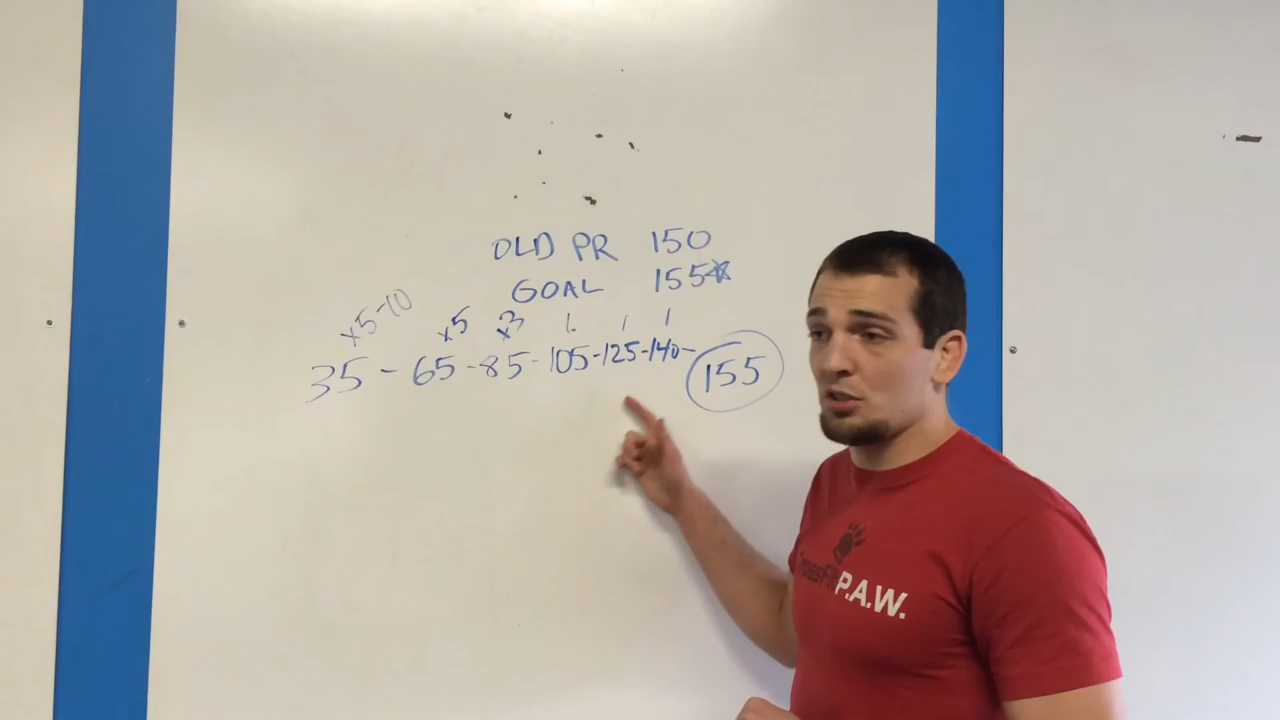 OLD PR 150
GOAL 155*
x5-10 x5 x3 1 1 1
35 - 65 - 85 - 105 - 125 - 140 - 155
CrossFit P.A.W.